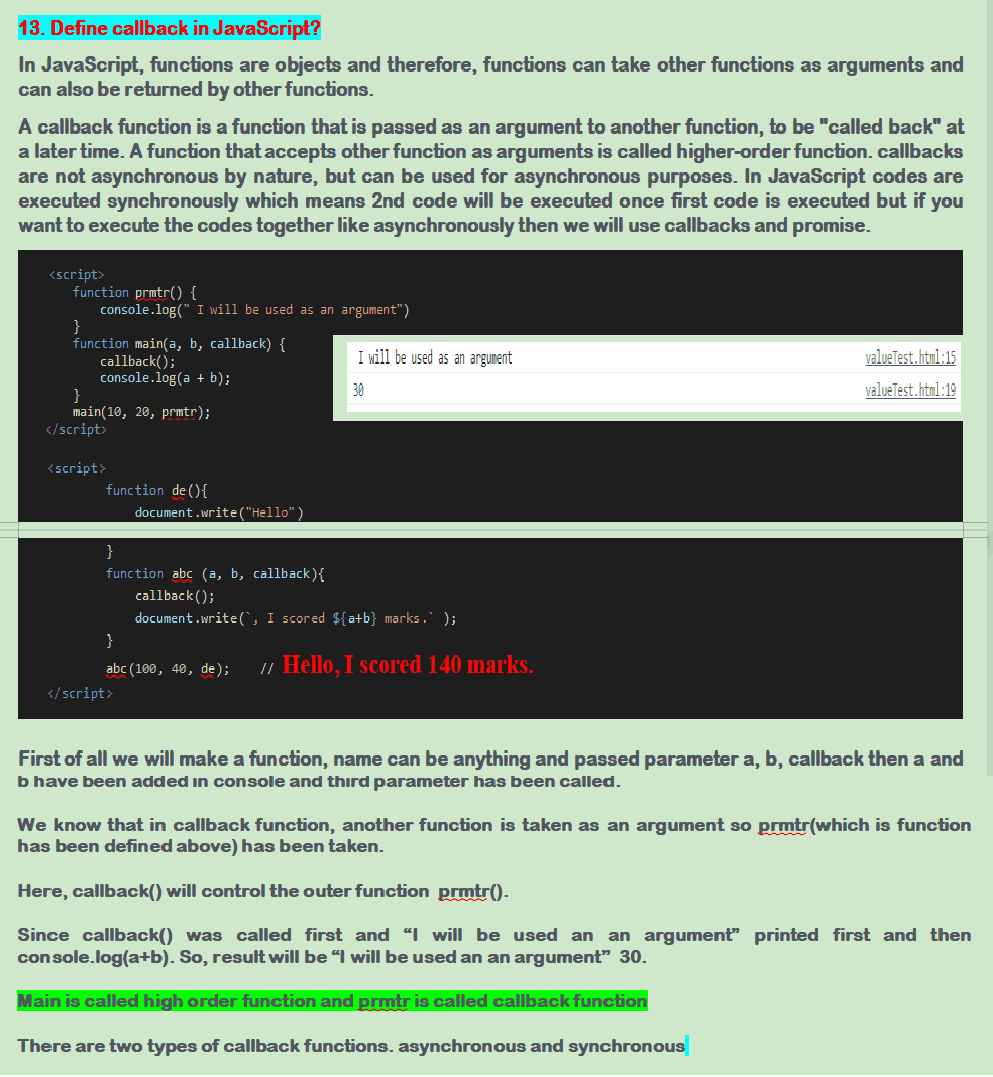 13. Define callback in JavaScript?
In JavaScript, functions are objects and therefore, functions can take other functions as arguments and
can also be returned by other functions.
A callback function is a function that is passed as an argument to another function, to be "called back" at
a later time. A function that accepts other function as arguments is called higher-order function. callbacks
are not asynchronous by nature, but can be used for asynchronous purposes. In JavaScript codes are
executed synchronously which means 2nd code will be executed once first code is executed but if you
want to execute the codes together like asynchronously then we will use callbacks and promise.
<script>
function prmtr() {
console.log(" I will be used as an argument")
}
function main(a, b, callback) {
callback();
console.log(a + b);
}
main(10, 20, prmtr);
</script>
I will be used as an argument valueTest.html:15
30 valueTest.html:19
<script>
function de(){
document.write("Hello")
}
function abc (a, b, callback){
callback();
document.write(`, I scored ${a+b} marks.` );
}
abc(100, 40, de); // Hello, I scored 140 marks.
</script>
First of all we will make a function, name can be anything and passed parameter a, b, callback then a and
b have been added in console and third parameter has been called.
We know that in callback function, another function is taken as an argument so prmtr(which is function
has been defined above) has been taken.
Here, callback() will control the outer function prmtr().
Since callback() was called first and “I will be used an an argument” printed first and then
console.log(a+b). So, result will be “I will be used an an argument” 30.
Main is called high order function and prmtr is called callback function
There are two types of callback functions. asynchronous and synchronous